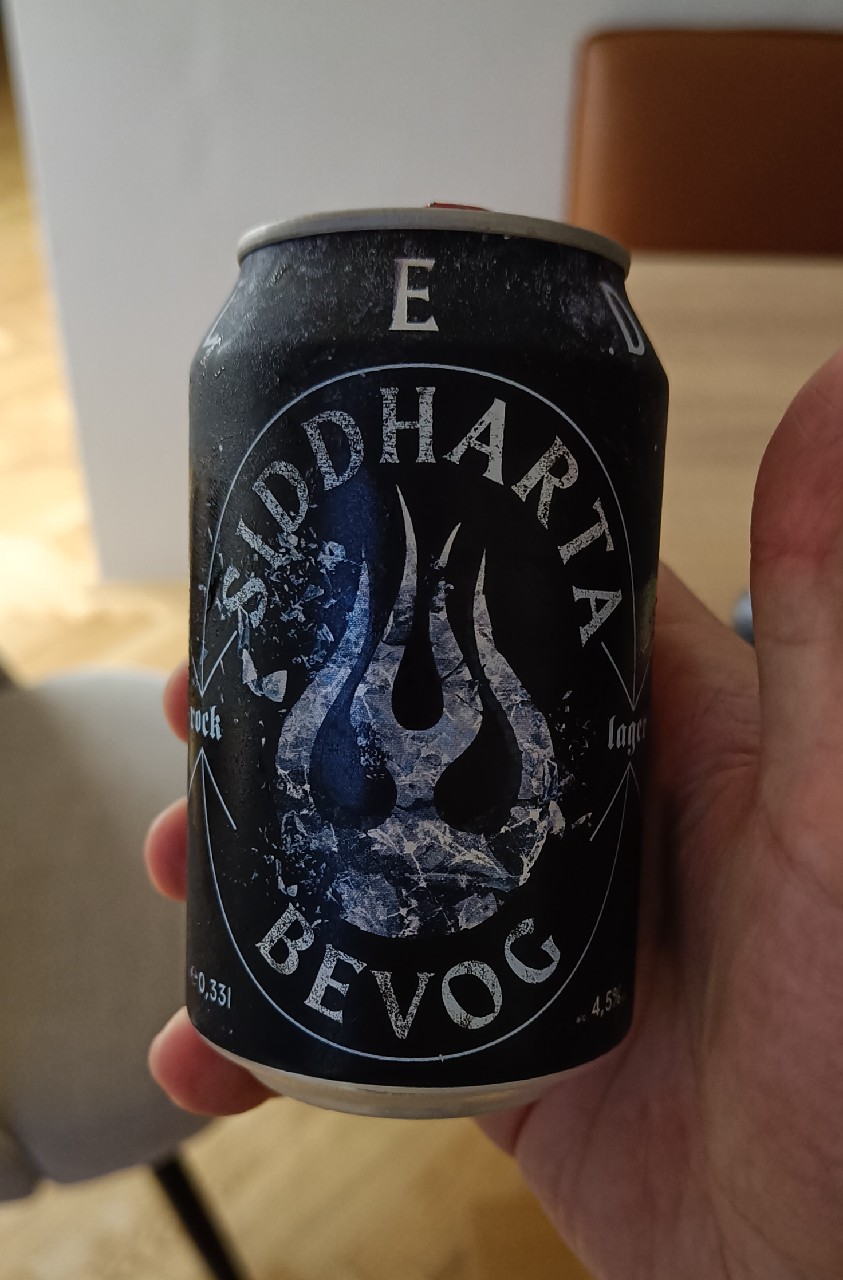 E D
SIDDHARTA
rock
lager
BEVOG
0,33l
4,5%